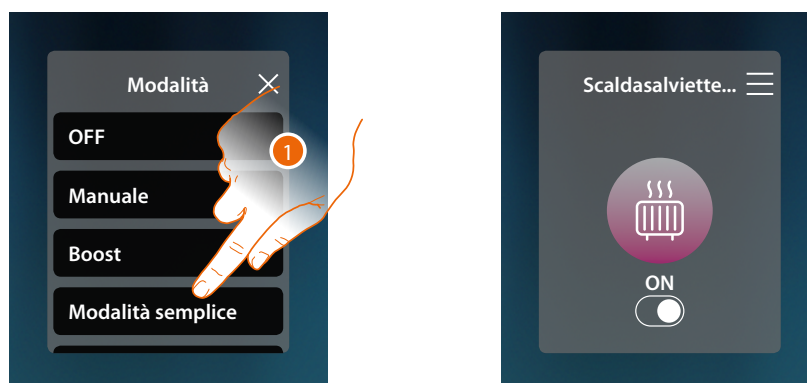 Modalità
OFF
1
Manuale
Boost
Modalità semplice
Scaldasalviette...
ON